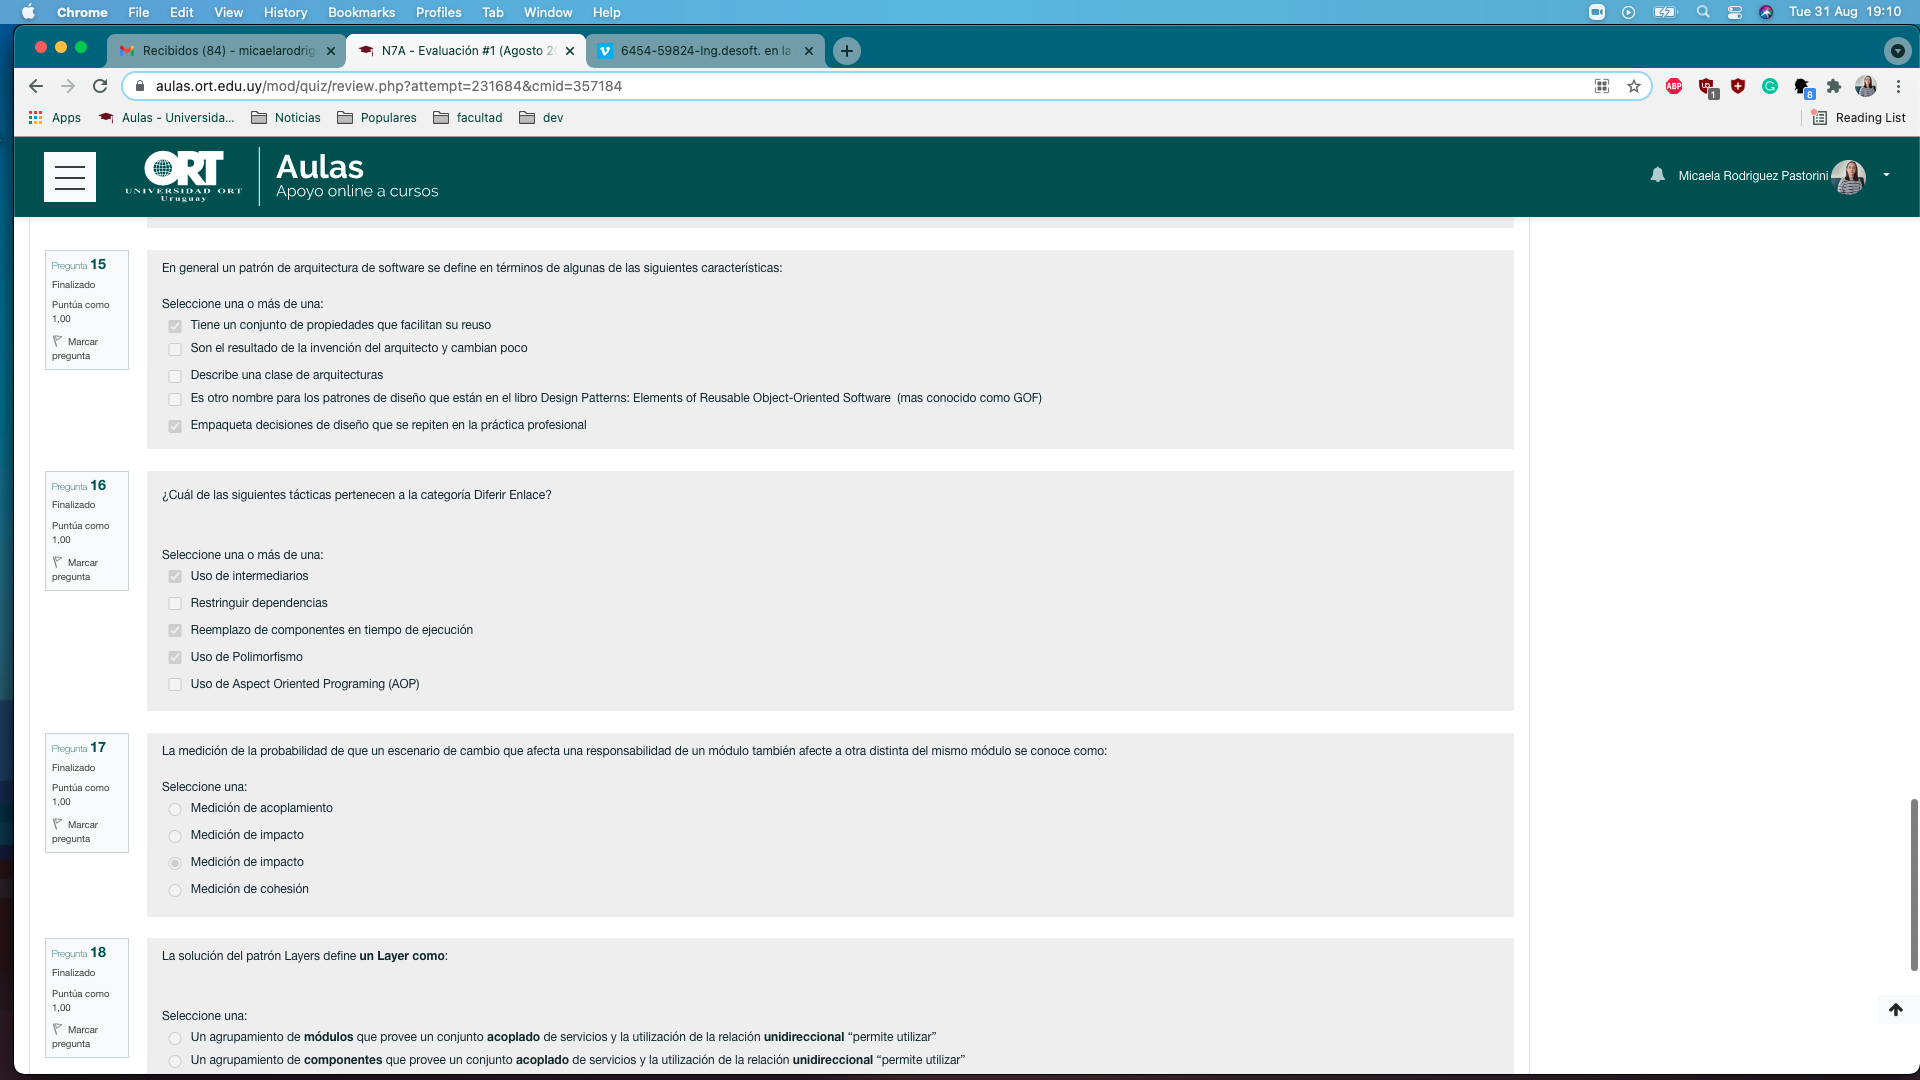 Chrome File Edit View History Bookmarks Profiles Tab Window Help Tue 31 Aug 19:10
Recibidos (84) - micaelarodrig N7A - Evaluación #1 (Agosto 20 6454-59824-Ing.desoft. en la
aulas.ort.edu.uy/mod/quiz/review.php?attempt=231684&cmid=357184
ABP 1 8
Apps Aulas - Universida... Noticias Populares facultad dev Reading List
ORT
UNIVERSIDAD ORT
Uruguay
Aulas
Apoyo online a cursos
Micaela Rodriguez Pastorini
Pregunta 15
Finalizado
Puntúa como
1,00
Marcar
pregunta
En general un patrón de arquitectura de software se define en términos de algunas de las siguientes características:
Seleccione una o más de una:
Tiene un conjunto de propiedades que facilitan su reuso
Son el resultado de la invención del arquitecto y cambian poco
Describe una clase de arquitecturas
Es otro nombre para los patrones de diseño que están en el libro Design Patterns: Elements of Reusable Object-Oriented Software (mas conocido como GOF)
Empaqueta decisiones de diseño que se repiten en la práctica profesional
Pregunta 16
Finalizado
Puntúa como
1,00
Marcar
pregunta
¿Cuál de las siguientes tácticas pertenecen a la categoría Diferir Enlace?
Seleccione una o más de una:
Uso de intermediarios
Restringuir dependencias
Reemplazo de componentes en tiempo de ejecución
Uso de Polimorfismo
Uso de Aspect Oriented Programing (AOP)
Pregunta 17
Finalizado
Puntúa como
1,00
Marcar
pregunta
La medición de la probabilidad de que un escenario de cambio que afecta una responsabilidad de un módulo también afecte a otra distinta del mismo módulo se conoce como:
Seleccione una:
Medición de acoplamiento
Medición de impacto
Medición de impacto
Medición de cohesión
Pregunta 18
Finalizado
Puntúa como
1,00
Marcar
pregunta
La solución del patrón Layers define un Layer como:
Seleccione una:
Un agrupamiento de módulos que provee un conjunto acoplado de servicios y la utilización de la relación unidireccional “permite utilizar”
Un agrupamiento de componentes que provee un conjunto acoplado de servicios y la utilización de la relación unidireccional “permite utilizar”